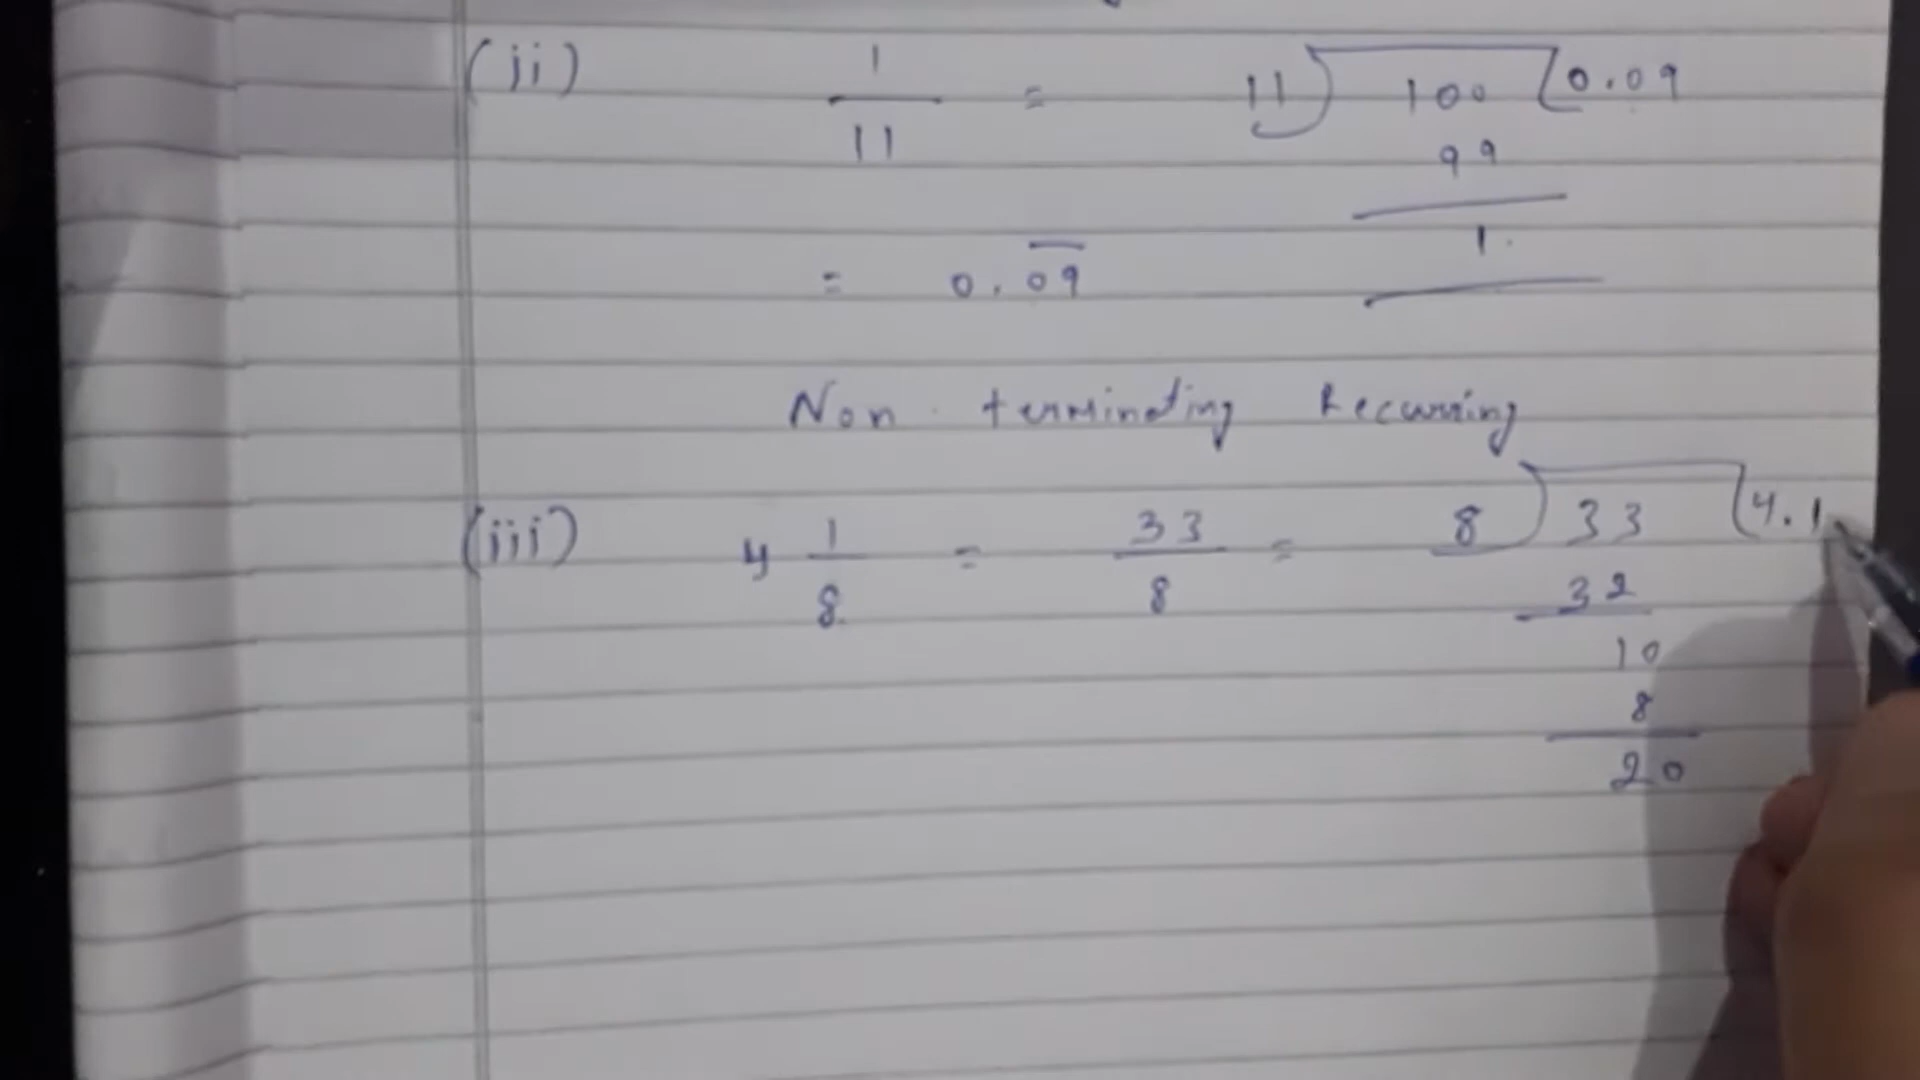 (ii) 1/11 = 11) 100 (0.09
99
1
= 0.0̅9̅
Non terminating Recurring
(iii) 4 1/8 = 33/8 = 8) 33 (4.1
32
10
8
20